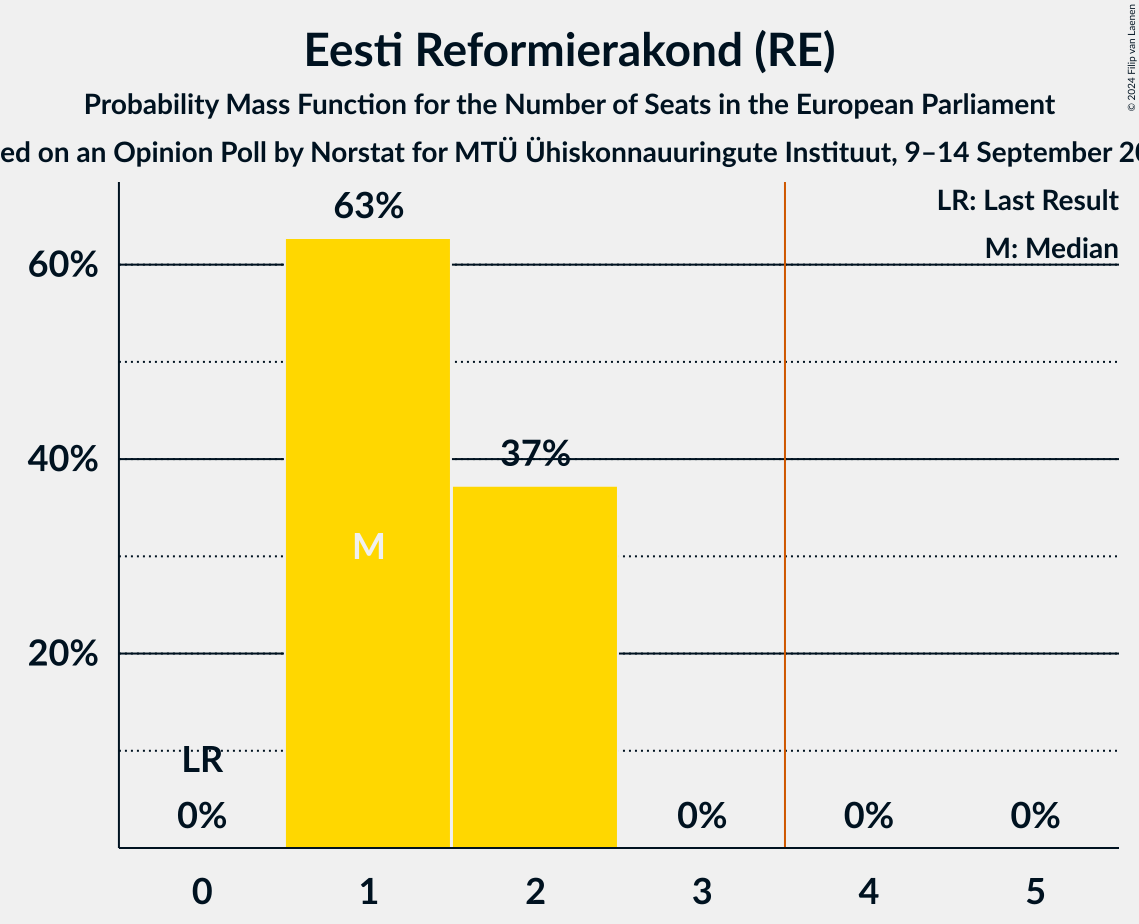 Eesti Reformierakond (RE)
Probability Mass Function for the Number of Seats in the European Parliament
ed on an Opinion Poll by Norstat for MTÜ Ühiskonnauuringute Instituut, 9–14 September 20
© 2024 Filip van Laenen
LR: Last Result
M: Median
63%
60%
37%
40%
M
20%
LR
0%
0%
0%
0%
0
1
2
3
4
5